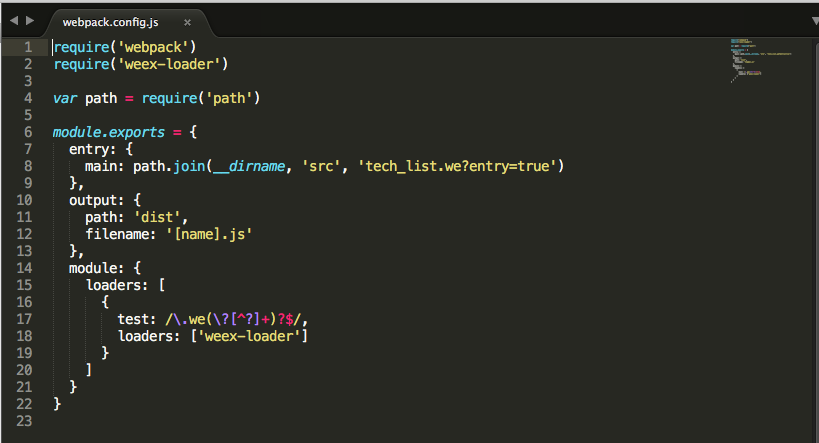 webpack.config.js ×
1 require('webpack')
2 require('weex-loader')
3
4 var path = require('path')
5
6 module.exports = {
7   entry: {
8     main: path.join(__dirname, 'src', 'tech_list.we?entry=true')
9   },
10   output: {
11     path: 'dist',
12     filename: '[name].js'
13   },
14   module: {
15     loaders: [
16       {
17         test: /\.we(\?[^?]+)?$/,
18         loaders: ['weex-loader']
19       }
20     ]
21   }
22 }
23